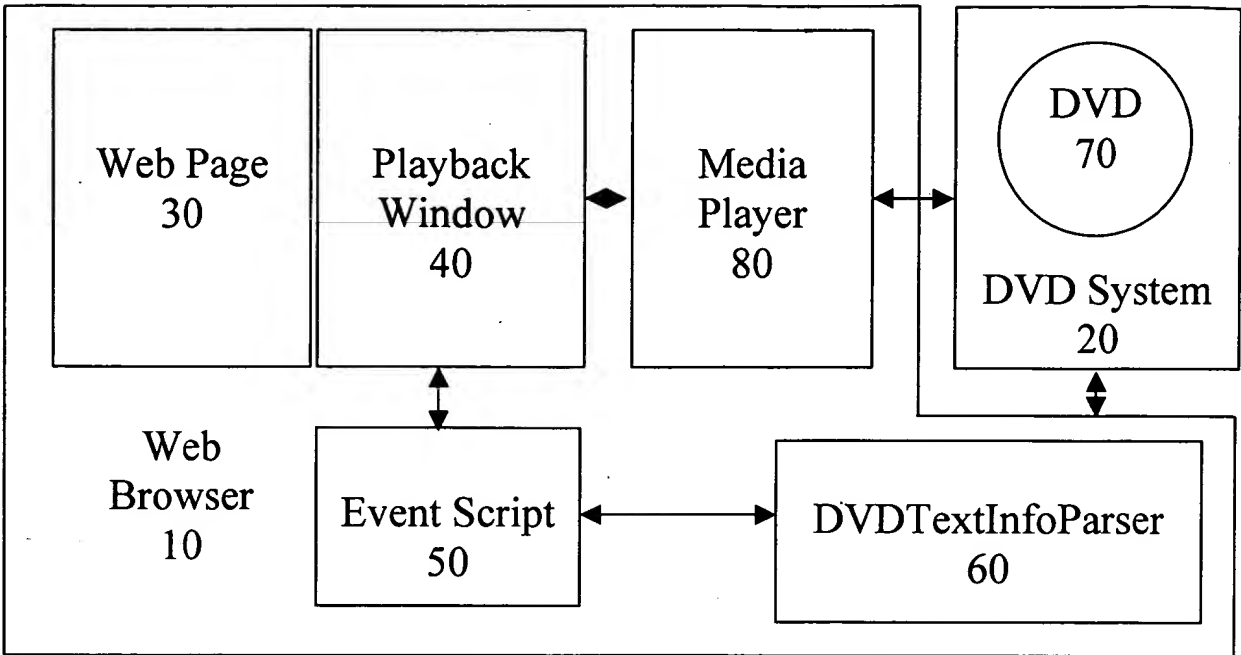 Web Page
30
Playback
Window
40
Media
Player
80
DVD
70
DVD System
20
Web
Browser
10
Event Script
50
DVDTextInfoParser
60